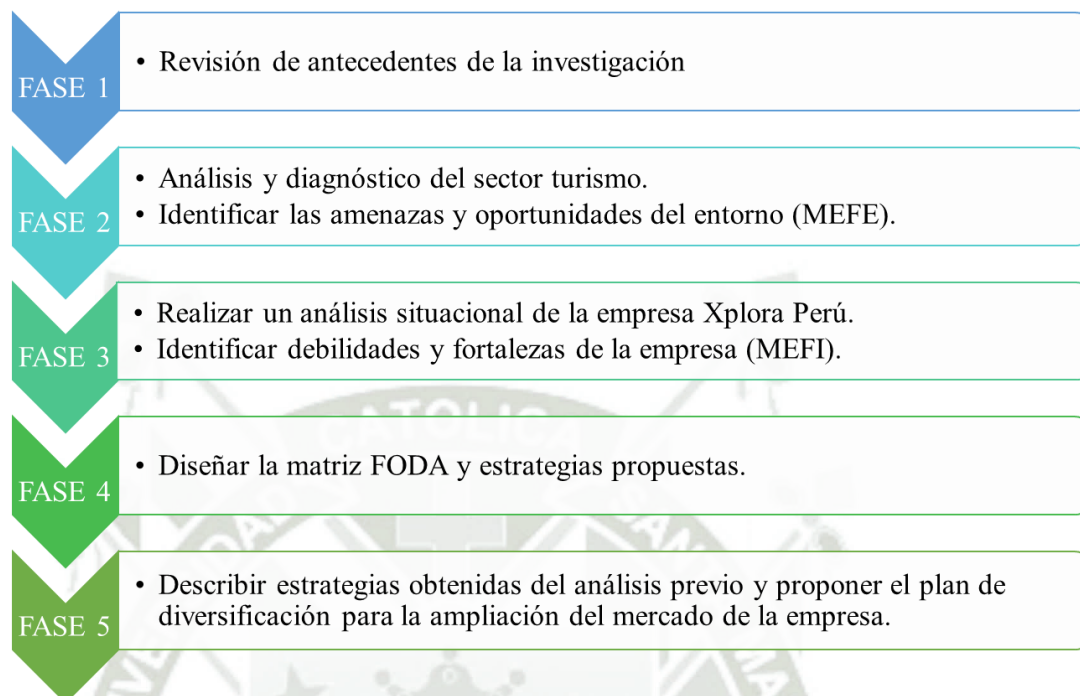 FASE 1
• Revisión de antecedentes de la investigación
FASE 2
• Análisis y diagnóstico del sector turismo.
• Identificar las amenazas y oportunidades del entorno (MEFE).
FASE 3
• Realizar un análisis situacional de la empresa Xplora Perú.
• Identificar debilidades y fortalezas de la empresa (MEFI).
CATOLICA
FASE 4
• Diseñar la matriz FODA y estrategias propuestas.
FASE 5
• Describir estrategias obtenidas del análisis previo y proponer el plan de
diversificación para la ampliación del mercado de la empresa.